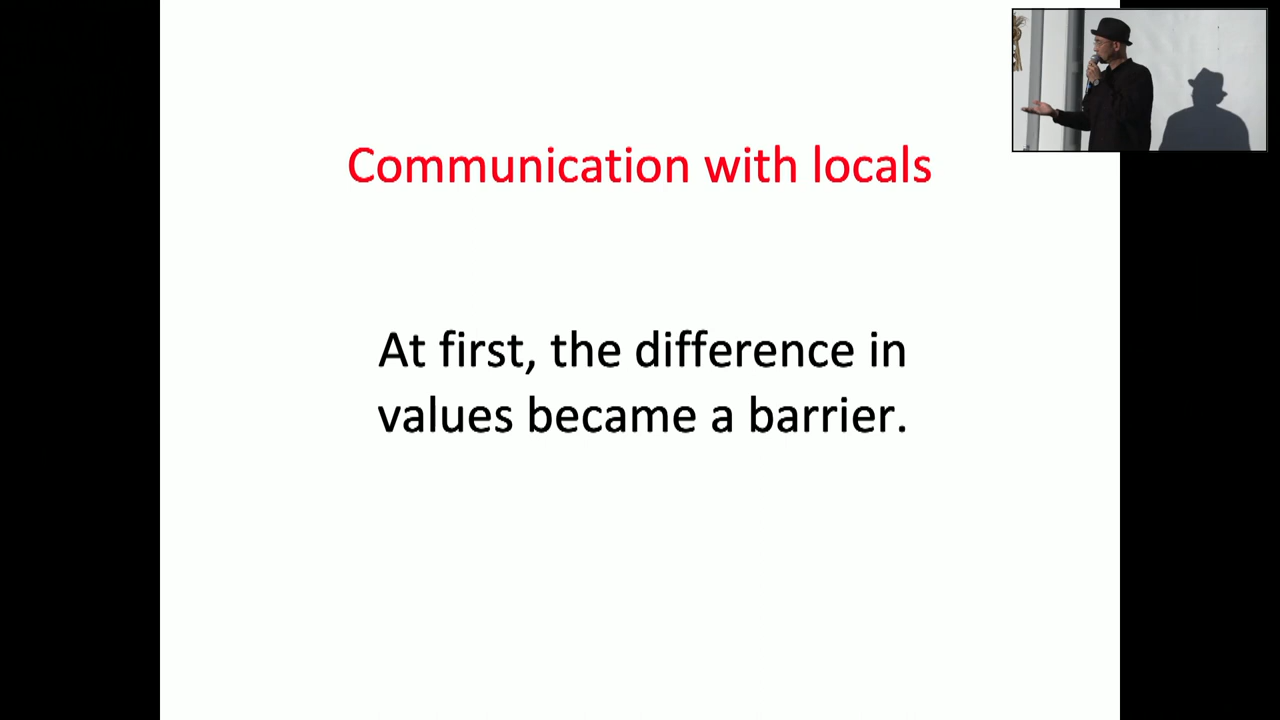 Communication with locals
At first, the difference in
values became a barrier.